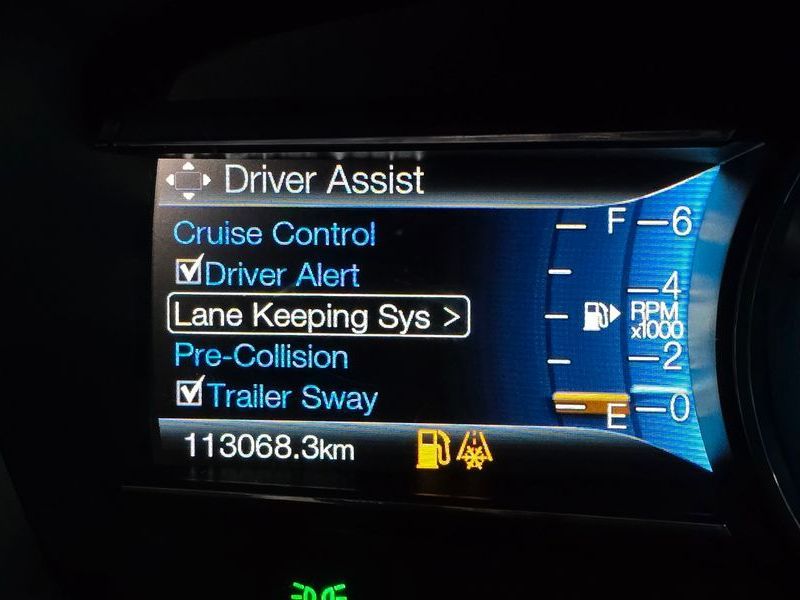 Driver Assist
Cruise Control
Driver Alert
Lane Keeping Sys >
Pre-Collision
Trailer Sway
113068.3km
F
E
6
4
RPM
x1000
2
0